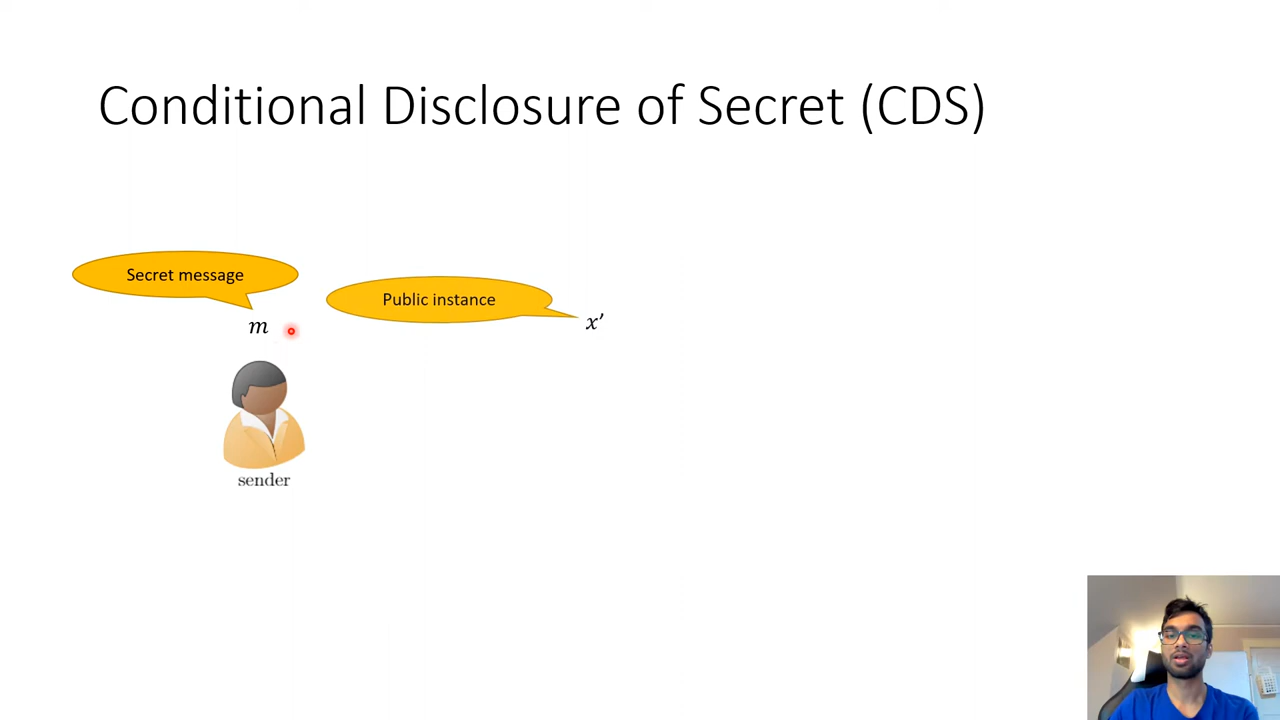 Conditional Disclosure of Secret (CDS)
Secret message
Public instance
m
x′
sender